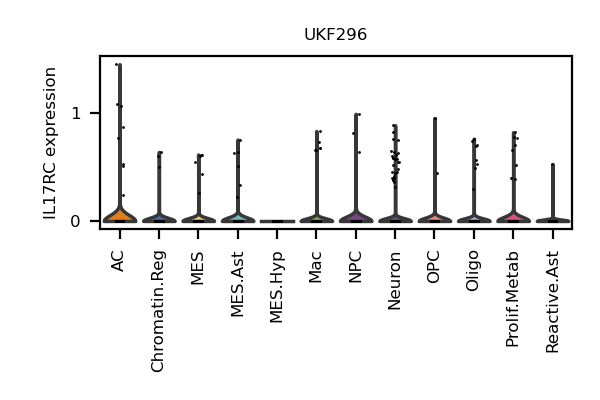 UKF296
IL17RC expression
1
0
AC
Chromatin.Reg
MES
MES.Ast
MES.Hyp
Mac
NPC
Neuron
OPC
Oligo
Prolif.Metab
Reactive.Ast